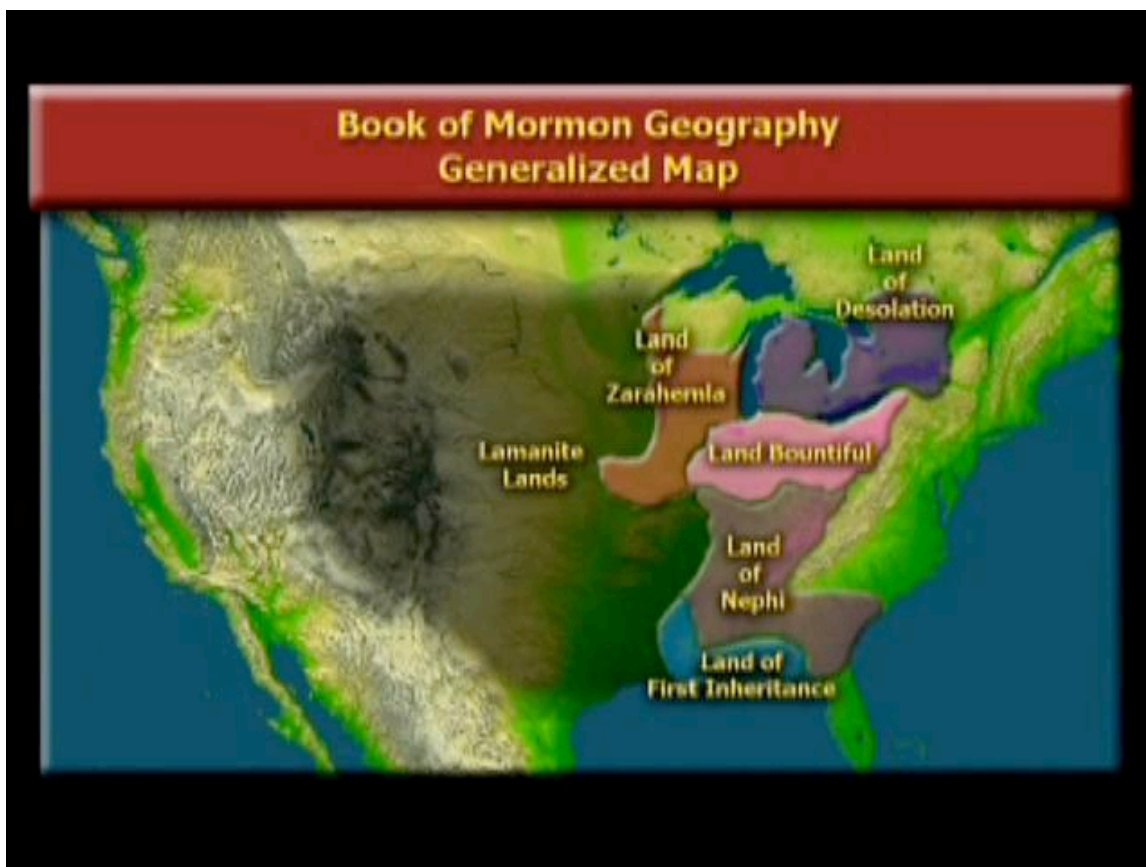 Book of Mormon Geography
Generalized Map
Land
of
Desolation
Land
of
Zarahemla
Lamanite
Lands
Land Bountiful
Land
of
Nephi
Land of
First Inheritance